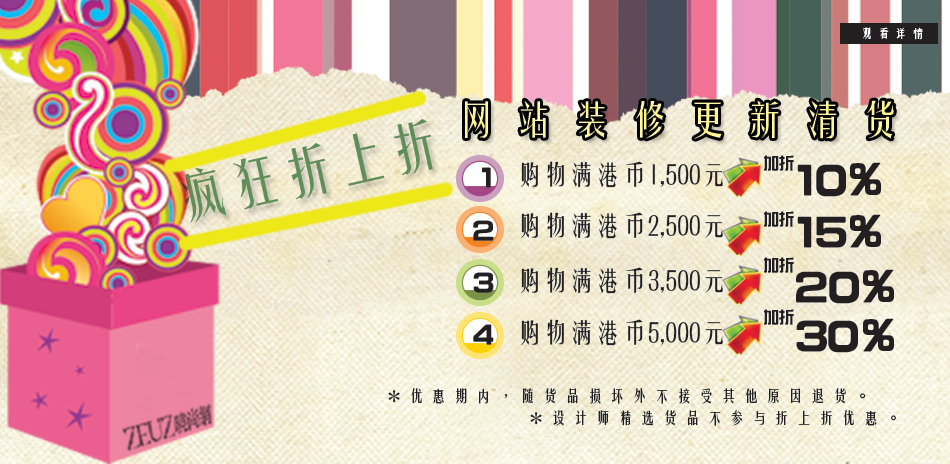 观看详情
网站装修更新清货
疯狂折上折
1 购物满港币1,500元 加折 10%
2 购物满港币2,500元 加折 15%
3 购物满港币3,500元 加折 20%
4 购物满港币5,000元 加折 30%
＊优惠期内，随货品损坏外不接受其他原因退货。
＊设计师精选货品不参与折上折优惠。